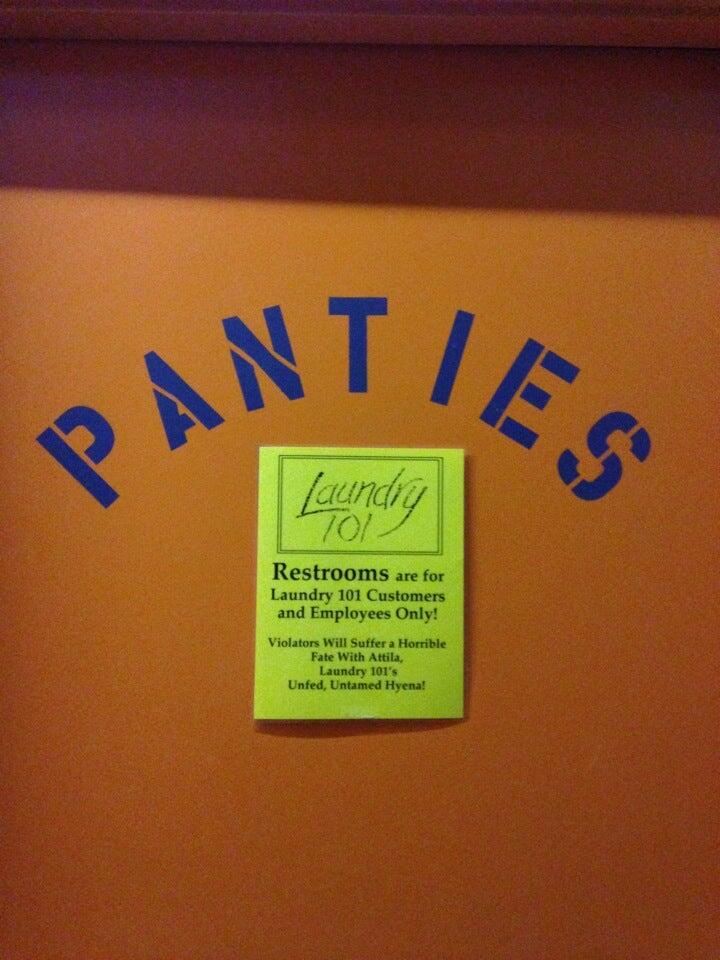 PANTIES
Laundry
101
Restrooms are for
Laundry 101 Customers
and Employees Only!
Violators Will Suffer a Horrible
Fate With Attila,
Laundry 101's
Unfed, Untamed Hyena!